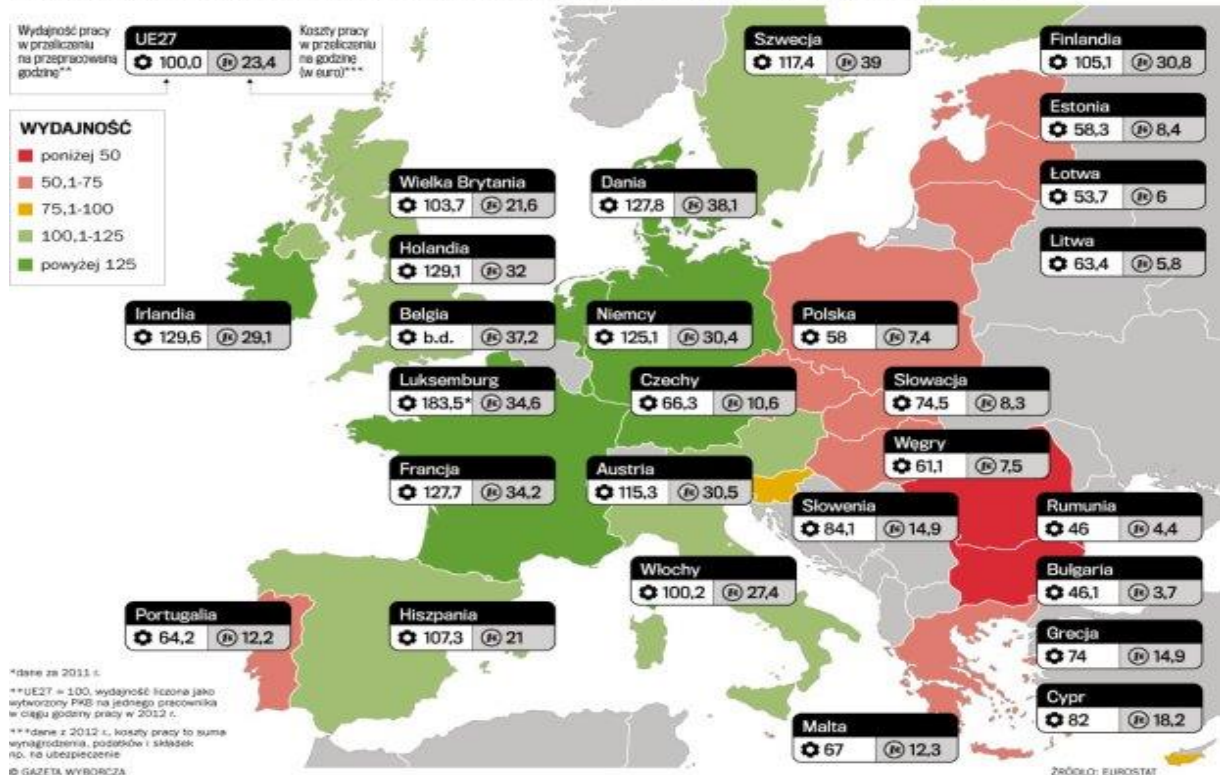 Wydajność pracy
w przeliczeniu
na przepracowaną
godzinę**
UE27
100,0 23,4
Koszty pracy
w przeliczeniu
na godzinę
(w euro)***
Szwecja
117,4 39
Finlandia
105,1 30,8
WYDAJNOŚĆ
poniżej 50
50,1-75
75,1-100
100,1-125
powyżej 125
Estonia
58,3 8,4
Wielka Brytania
103,7 21,6
Dania
127,8 38,1
Łotwa
53,7 6
Holandia
129,1 32
Litwa
63,4 5,8
Irlandia
129,6 29,1
Belgia
b.d. 37,2
Niemcy
125,1 30,4
Polska
58 7,4
Luksemburg
183,5* 34,6
Czechy
66,3 10,6
Słowacja
74,5 8,3
Węgry
61,1 7,5
Francja
127,7 34,2
Austria
115,3 30,5
Słowenia
84,1 14,9
Rumunia
46 4,4
Włochy
100,2 27,4
Bulgaria
46,1 3,7
Portugalia
64,2 12,2
Hiszpania
107,3 21
Grecja
74 14,9
Cypr
82 18,2
Malta
67 12,3
*dane za 2011 r.
**UE27 = 100, wydajność liczona jako
wytworzony PKB na jednego pracownika
w ciągu godziny pracy w 2012 r.
***dane z 2012 r., koszty pracy to suma
wynagrodzenia, podatków i składek
np. na ubezpieczenie
© GAZETA WYBORCZA
ŹRÓDŁO: EUROSTAT